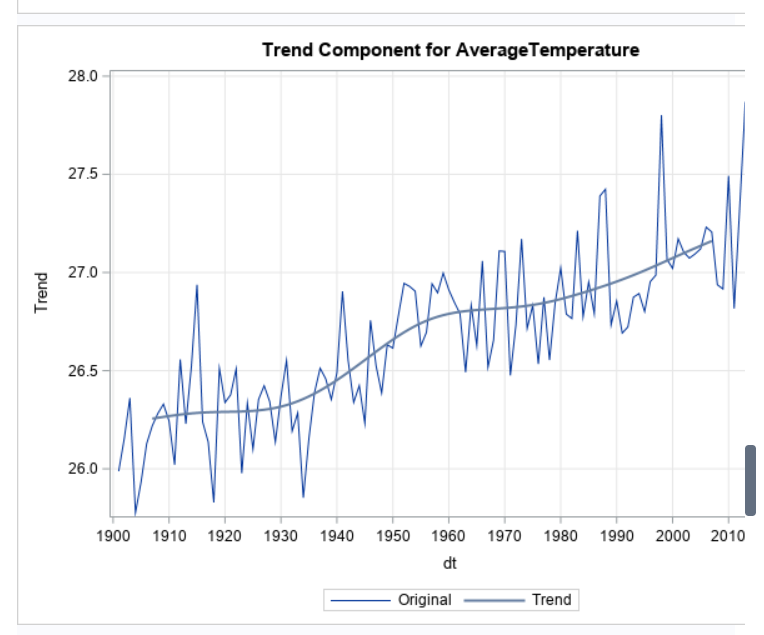 Trend Component for AverageTemperature
28.0
27.5
27.0
26.5
26.0
Trend
1900 1910 1920 1930 1940 1950 1960 1970 1980 1990 2000 2010
dt
Original Trend